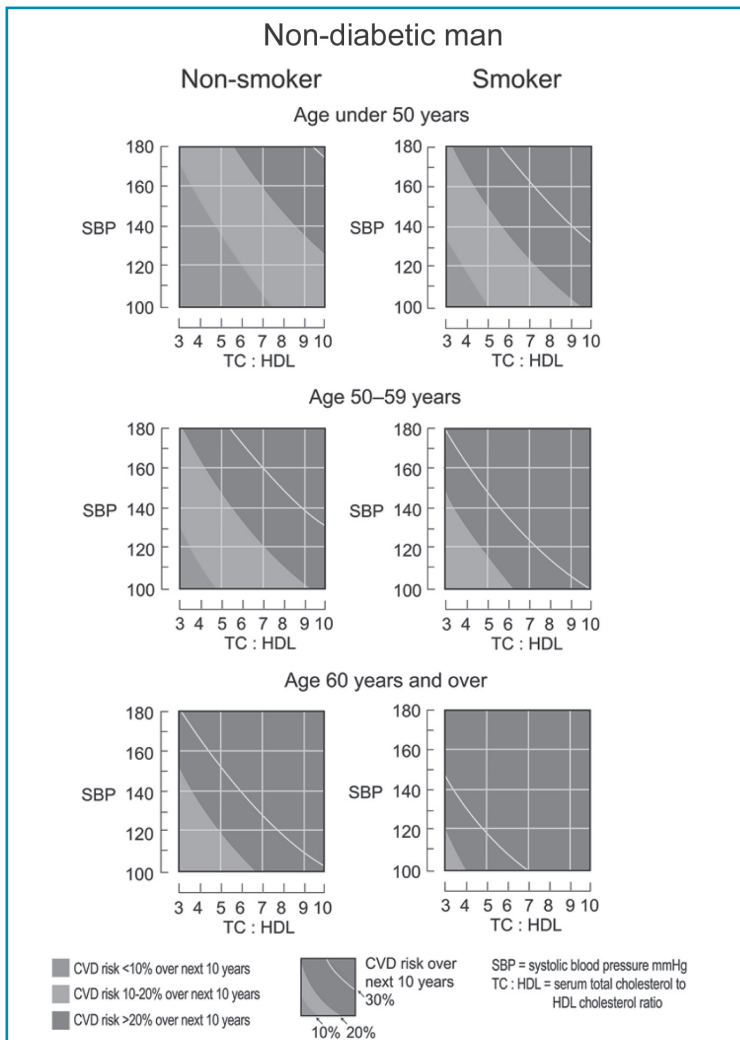 Non-diabetic man
Non-smoker Smoker
Age under 50 years
180 180
160 160
SBP 140 SBP 140
120 120
100 100
3 4 5 6 7 8 9 10 3 4 5 6 7 8 9 10
TC : HDL TC : HDL
Age 50–59 years
180 180
160 160
SBP 140 SBP 140
120 120
100 100
3 4 5 6 7 8 9 10 3 4 5 6 7 8 9 10
TC : HDL TC : HDL
Age 60 years and over
180 180
160 160
SBP 140 SBP 140
120 120
100 100
3 4 5 6 7 8 9 10 3 4 5 6 7 8 9 10
TC : HDL TC : HDL
CVD risk <10% over next 10 years
CVD risk 10-20% over next 10 years
CVD risk >20% over next 10 years
CVD risk over
next 10 years
30%
10% 20%
SBP = systolic blood pressure mmHg
TC : HDL = serum total cholesterol to
HDL cholesterol ratio